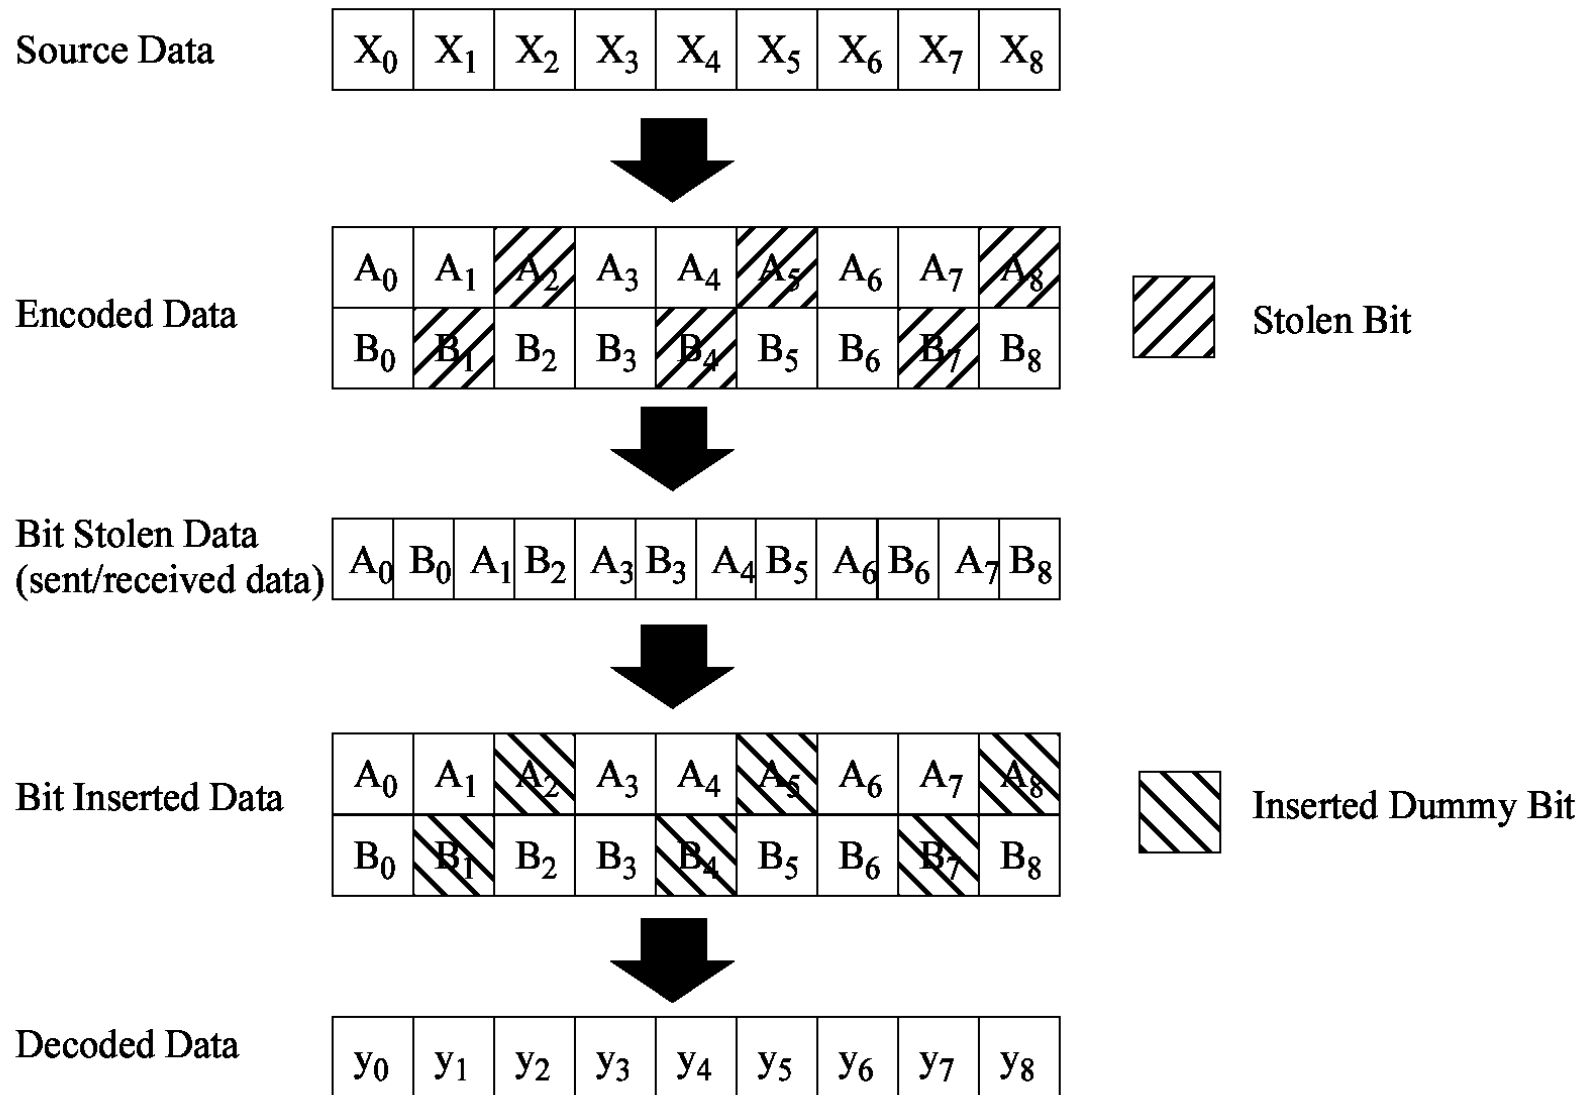 Source Data X₀ X₁ X₂ X₃ X₄ X₅ X₆ X₇ X₈
A₀ A₁ A₂ A₃ A₄ A₅ A₆ A₇ A₈
Encoded Data
Stolen Bit
B₀ B₁ B₂ B₃ B₄ B₅ B₆ B₇ B₈
Bit Stolen Data
(sent/received data)
A₀ B₀ A₁ B₂ A₃ B₃ A₄ B₅ A₆ B₆ A₇ B₈
A₀ A₁ A₂ A₃ A₄ A₅ A₆ A₇ A₈
Bit Inserted Data
Inserted Dummy Bit
B₀ B₁ B₂ B₃ B₄ B₅ B₆ B₇ B₈
Decoded Data y₀ y₁ y₂ y₃ y₄ y₅ y₆ y₇ y₈